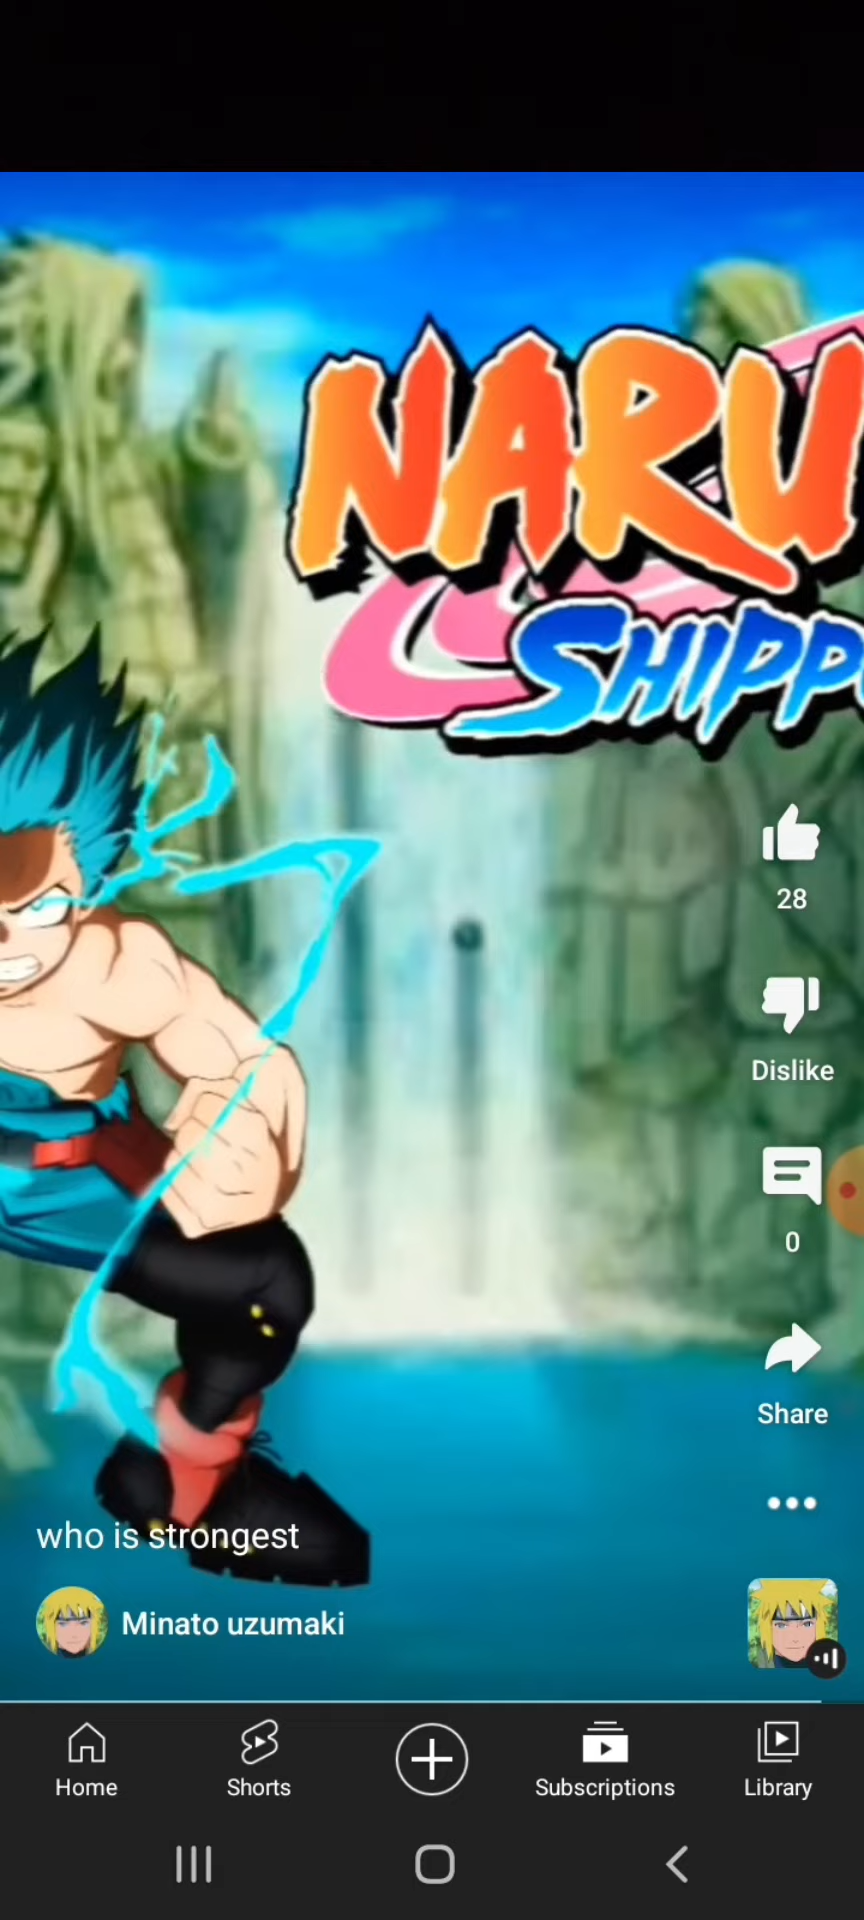 NARU
SHIPP
28
Dislike
0
Share
who is strongest
Minato uzumaki
Home
Shorts
Subscriptions
Library